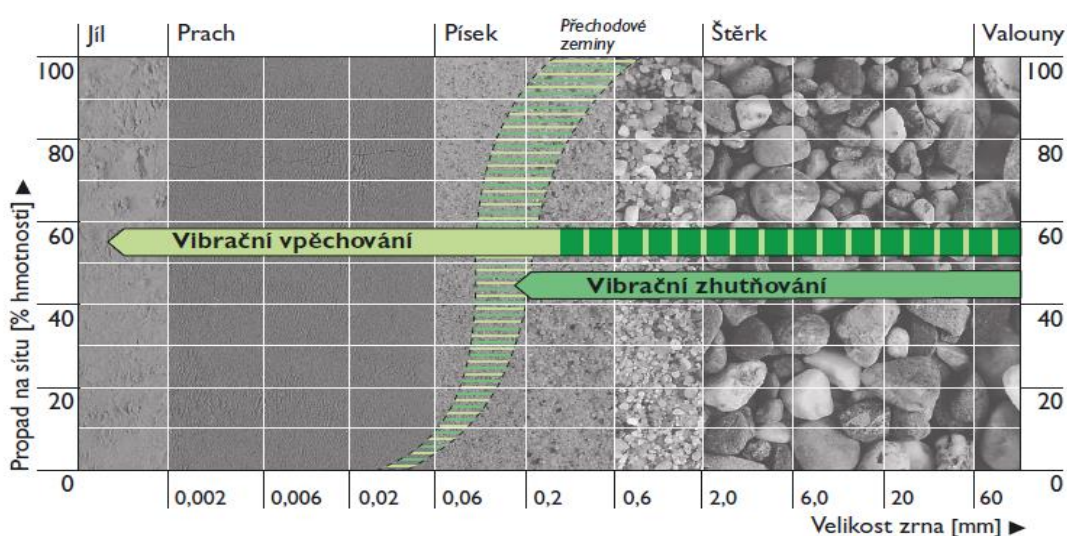 Jíl Prach Písek Přechodové zeminy Štěrk Valouny
100 100
80 80
60 60
Vibrační vpěchování
Vibrační zhutňování
40 40
20 20
0 0
Propad na sítu [% hmotnosti] ▲
0,002 0,006 0,02 0,06 0,2 0,6 2,0 6,0 20 60
Velikost zrna [mm] ►